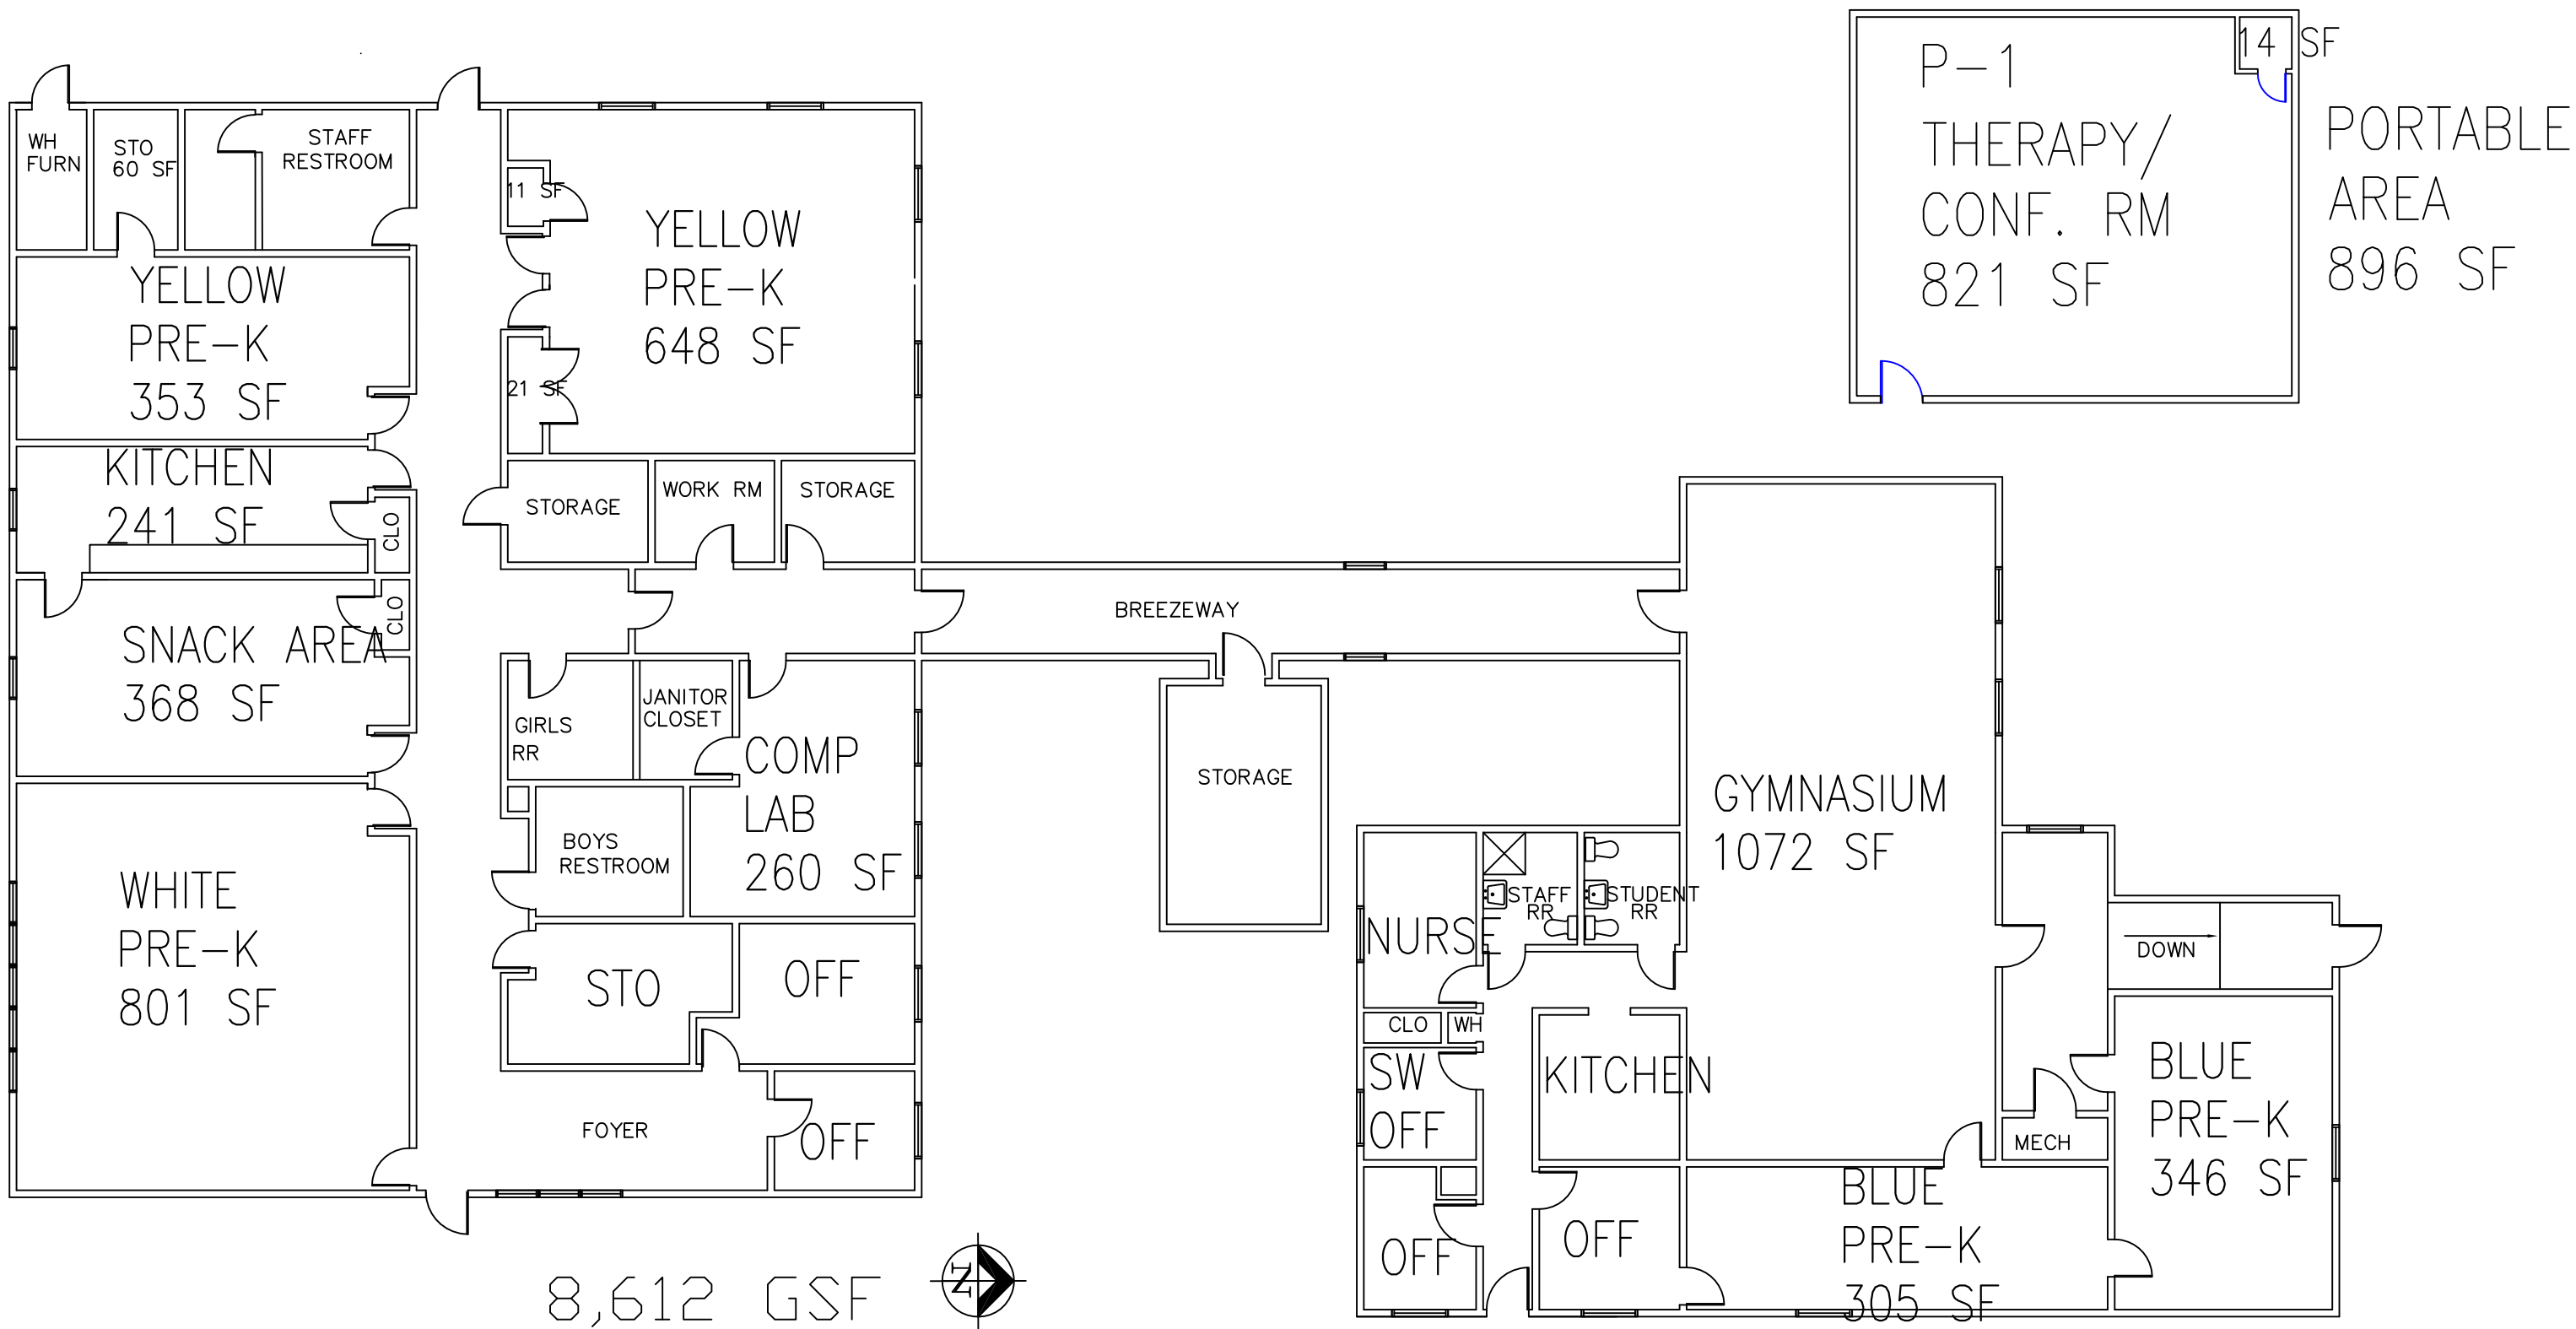 WH
FURN
STO
60 SF
STAFF
RESTROOM
YELLOW
PRE-K
353 SF
KITCHEN
241 SF
CLO
CLO
SNACK AREA
368 SF
WHITE
PRE-K
801 SF
11 SF
YELLOW
PRE-K
648 SF
21 SF
STORAGE
WORK RM
STORAGE
GIRLS
RR
JANITOR
CLOSET
COMP
LAB
260 SF
BOYS
RESTROOM
STO
OFF
FOYER
OFF
BREEZEWAY
STORAGE
P-1
THERAPY/
CONF. RM
821 SF
14 SF
PORTABLE
AREA
896 SF
GYMNASIUM
1072 SF
NURSE
STAFF
RR
STUDENT
RR
CLO
WH
SW
OFF
KITCHEN
OFF
OFF
DOWN
MECH
BLUE
PRE-K
346 SF
BLUE
PRE-K
305 SF
8,612 GSF
N